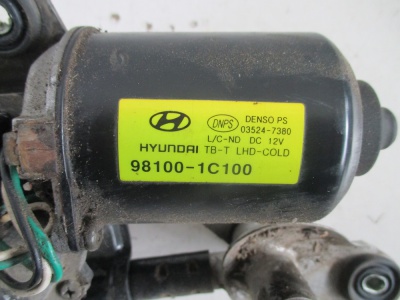 DNPS DENSO PS
03524-7380
L/C-ND DC 12V
HYUNDAI TB-T LHD-COLD
98100-1C100